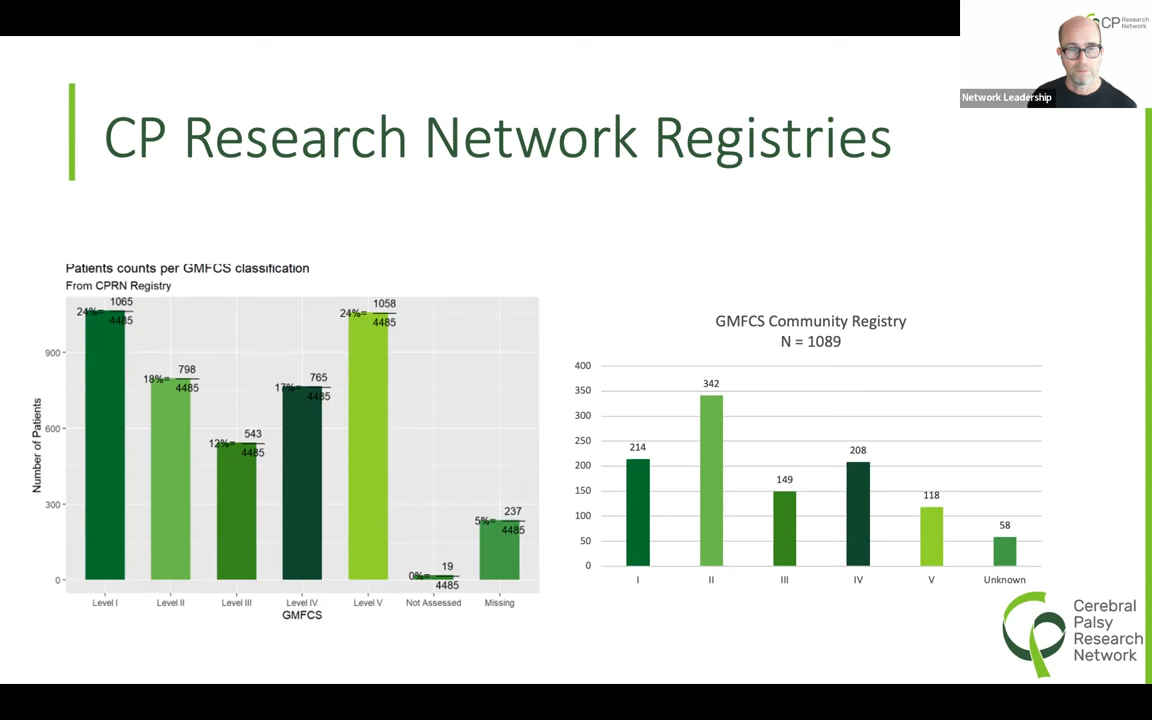 CP Research Network
Network Leadership
CP Research Network Registries
Patients counts per GMFCS classification
From CPRN Registry
24%= 1065
4485
18%= 798
4485
12%= 543
4485
17%= 765
4485
24%= 1058
4485
0%= 19
4485
5%= 237
4485
900
600
300
0
Number of Patients
Level I Level II Level III Level IV Level V Not Assessed Missing
GMFCS
GMFCS Community Registry
N = 1089
400
350
300
250
200
150
100
50
0
214 342 149 208 118 58
I II III IV V Unknown
Cerebral
Palsy
Research
Network